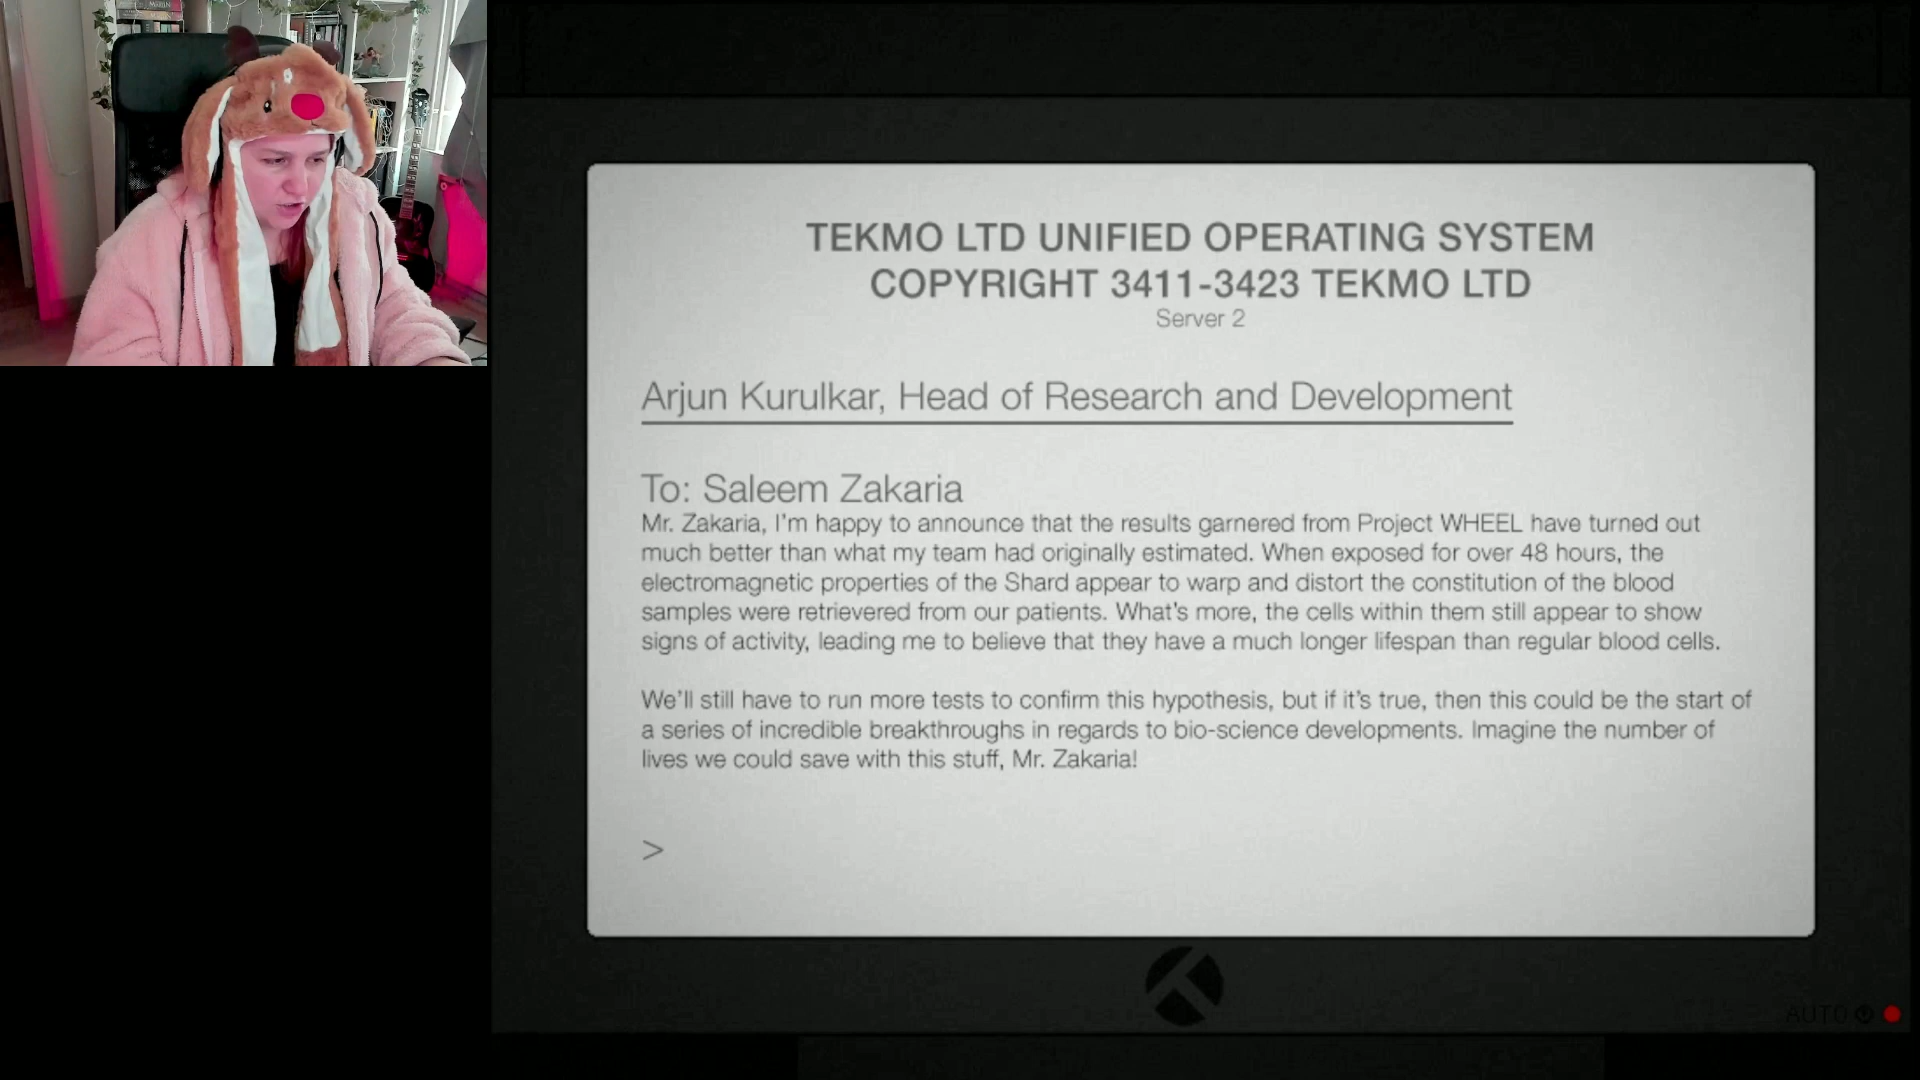 TEKMO LTD UNIFIED OPERATING SYSTEM
COPYRIGHT 3411-3423 TEKMO LTD
Server 2
Arjun Kurulkar, Head of Research and Development
To: Saleem Zakaria
Mr. Zakaria, I'm happy to announce that the results garnered from Project WHEEL have turned out
much better than what my team had originally estimated. When exposed for over 48 hours, the
electromagnetic properties of the Shard appear to warp and distort the constitution of the blood
samples were retrievered from our patients. What's more, the cells within them still appear to show
signs of activity, leading me to believe that they have a much longer lifespan than regular blood cells.
We'll still have to run more tests to confirm this hypothesis, but if it's true, then this could be the start of
a series of incredible breakthroughs in regards to bio-science developments. Imagine the number of
lives we could save with this stuff, Mr. Zakaria!
>
AUTO